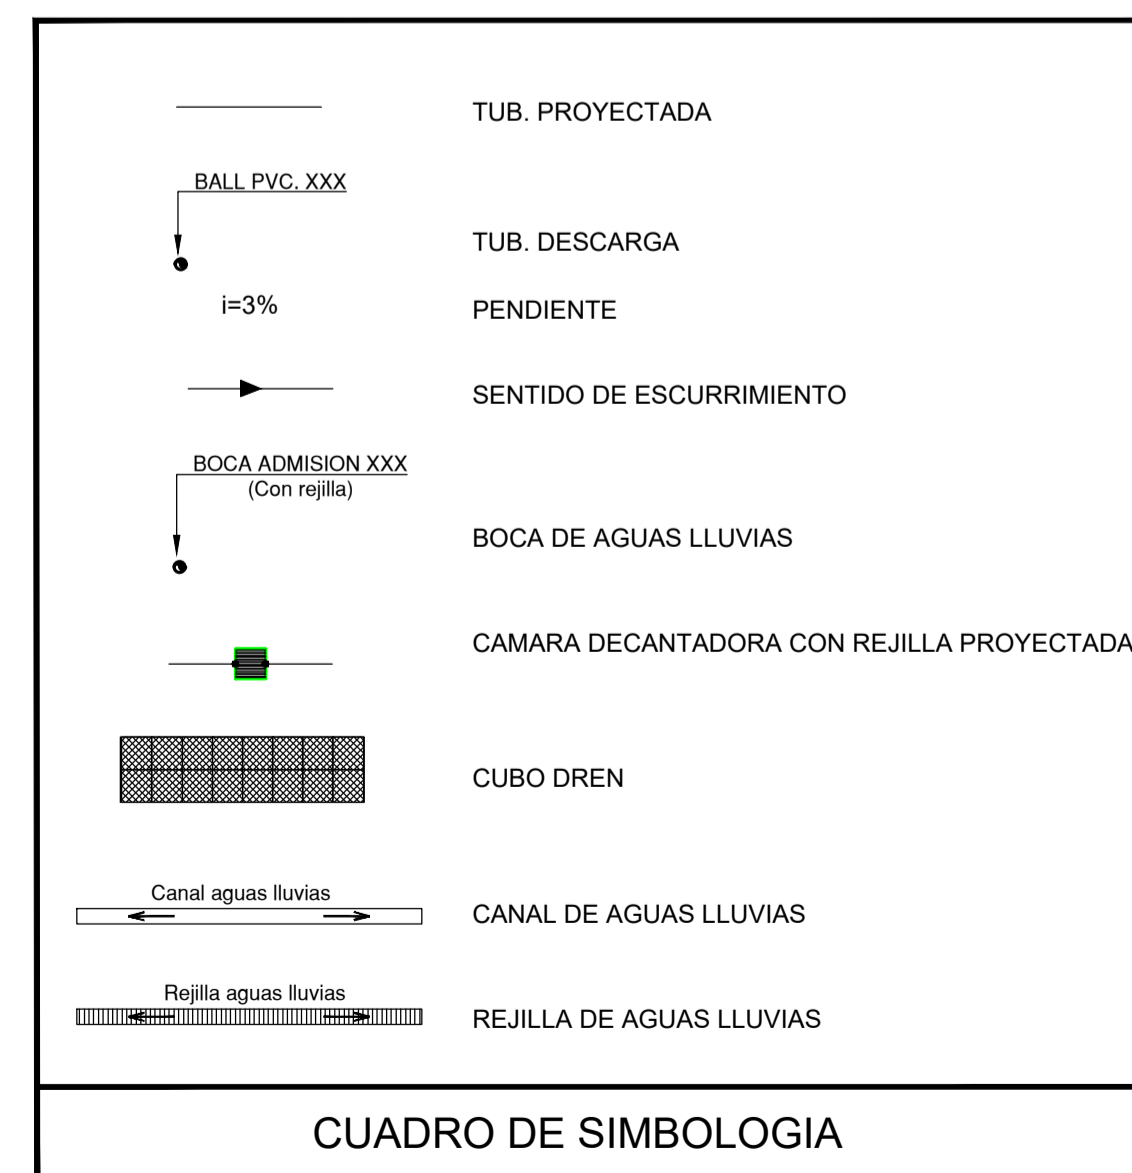 TUB. PROYECTADA
BALL PVC. XXX
TUB. DESCARGA
i=3%
PENDIENTE
SENTIDO DE ESCURRIMIENTO
BOCA ADMISION XXX
(Con rejilla)
BOCA DE AGUAS LLUVIAS
CAMARA DECANTADORA CON REJILLA PROYECTADA
CUBO DREN
Canal aguas lluvias
CANAL DE AGUAS LLUVIAS
Rejilla aguas lluvias
REJILLA DE AGUAS LLUVIAS
CUADRO DE SIMBOLOGIA